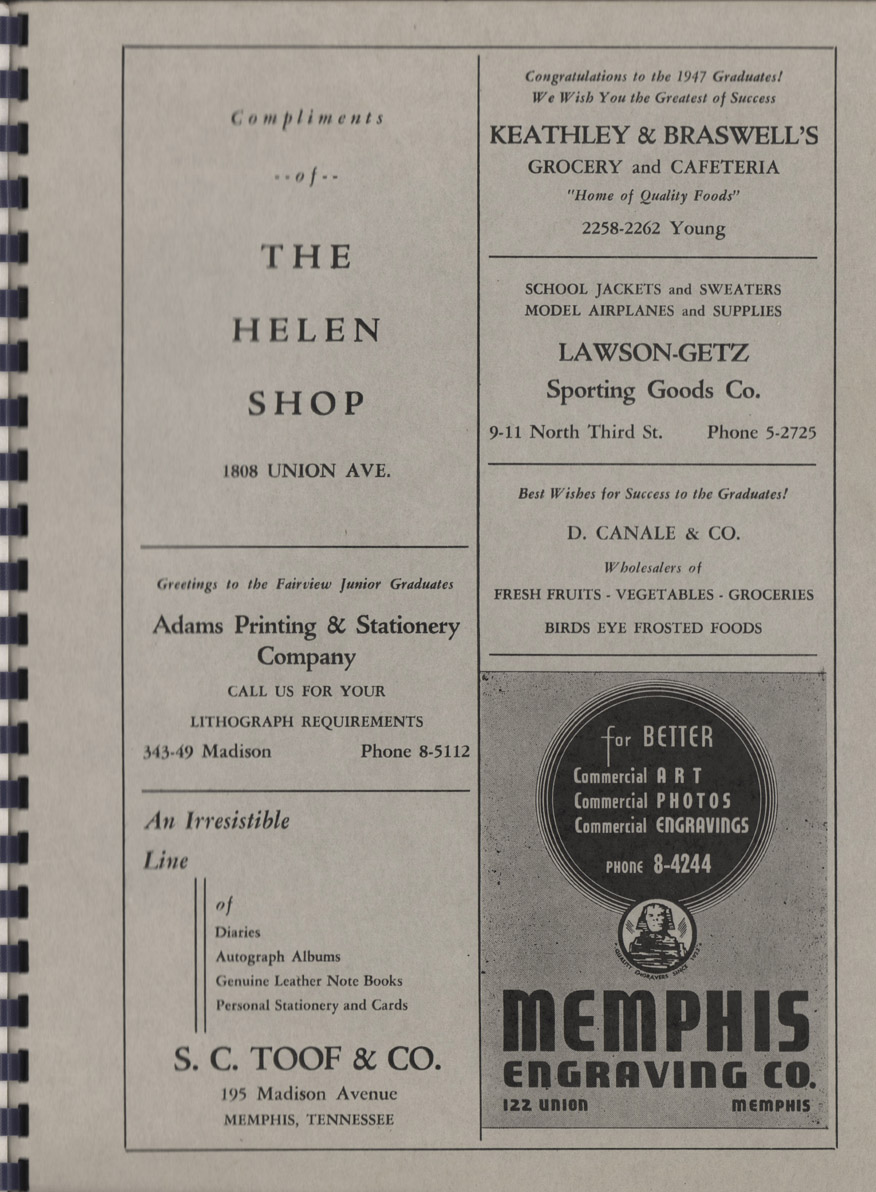 Compliments
--of--
THE
HELEN
SHOP
1808 UNION AVE.
Greetings to the Fairview Junior Graduates
Adams Printing & Stationery
Company
CALL US FOR YOUR
LITHOGRAPH REQUIREMENTS
343-49 Madison Phone 8-5112
An Irresistible
Line
of
Diaries
Autograph Albums
Genuine Leather Note Books
Personal Stationery and Cards
S. C. TOOF & CO.
195 Madison Avenue
MEMPHIS, TENNESSEE
Congratulations to the 1947 Graduates!
We Wish You the Greatest of Success
KEATHLEY & BRASWELL'S
GROCERY and CAFETERIA
"Home of Quality Foods"
2258-2262 Young
SCHOOL JACKETS and SWEATERS
MODEL AIRPLANES and SUPPLIES
LAWSON-GETZ
Sporting Goods Co.
9-11 North Third St. Phone 5-2725
Best Wishes for Success to the Graduates!
D. CANALE & CO.
Wholesalers of
FRESH FRUITS - VEGETABLES - GROCERIES
BIRDS EYE FROSTED FOODS
for BETTER
Commercial ART
Commercial PHOTOS
Commercial ENGRAVINGS
PHONE 8-4244
QUALITY ENGRAVERS SINCE
MEMPHIS
ENGRAVING CO.
122 UNION MEMPHIS